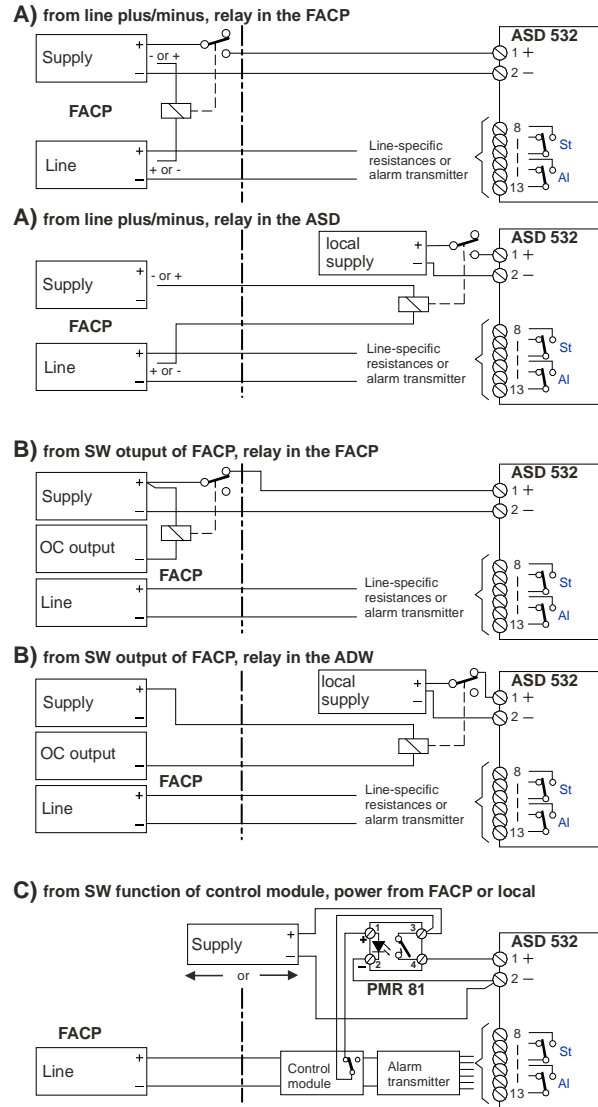 A) from line plus/minus, relay in the FACP
ASD 532
Supply
+
- or +
−
1 +
2 −
FACP
Line
+
+ or -
−
Line-specific
resistances or
alarm transmitter
8
13
St
Al
A) from line plus/minus, relay in the ASD
ASD 532
local
supply
+
−
1 +
2 −
Supply
+
- or +
−
FACP
Line
+
+ or -
−
Line-specific
resistances or
alarm transmitter
8
13
St
Al
B) from SW otuput of FACP, relay in the FACP
ASD 532
Supply
+
−
1 +
2 −
OC output
−
FACP
Line
+
−
Line-specific
resistances or
alarm transmitter
8
13
St
Al
B) from SW output of FACP, relay in the ADW
ASD 532
local
supply
+
−
1 +
2 −
Supply
+
−
OC output
−
FACP
Line
+
−
Line-specific
resistances or
alarm transmitter
8
13
St
Al
C) from SW function of control module, power from FACP or local
ASD 532
Supply
+
−
or
+ 1
3
− 2
4
PMR 81
1 +
2 −
FACP
Line
+
−
Control
module
Alarm
transmitter
8
13
St
Al